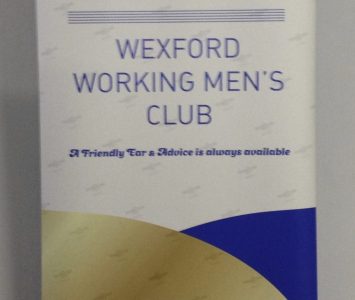 WEXFORD
WORKING MEN'S
CLUB
A Friendly Ear & Advice is always available